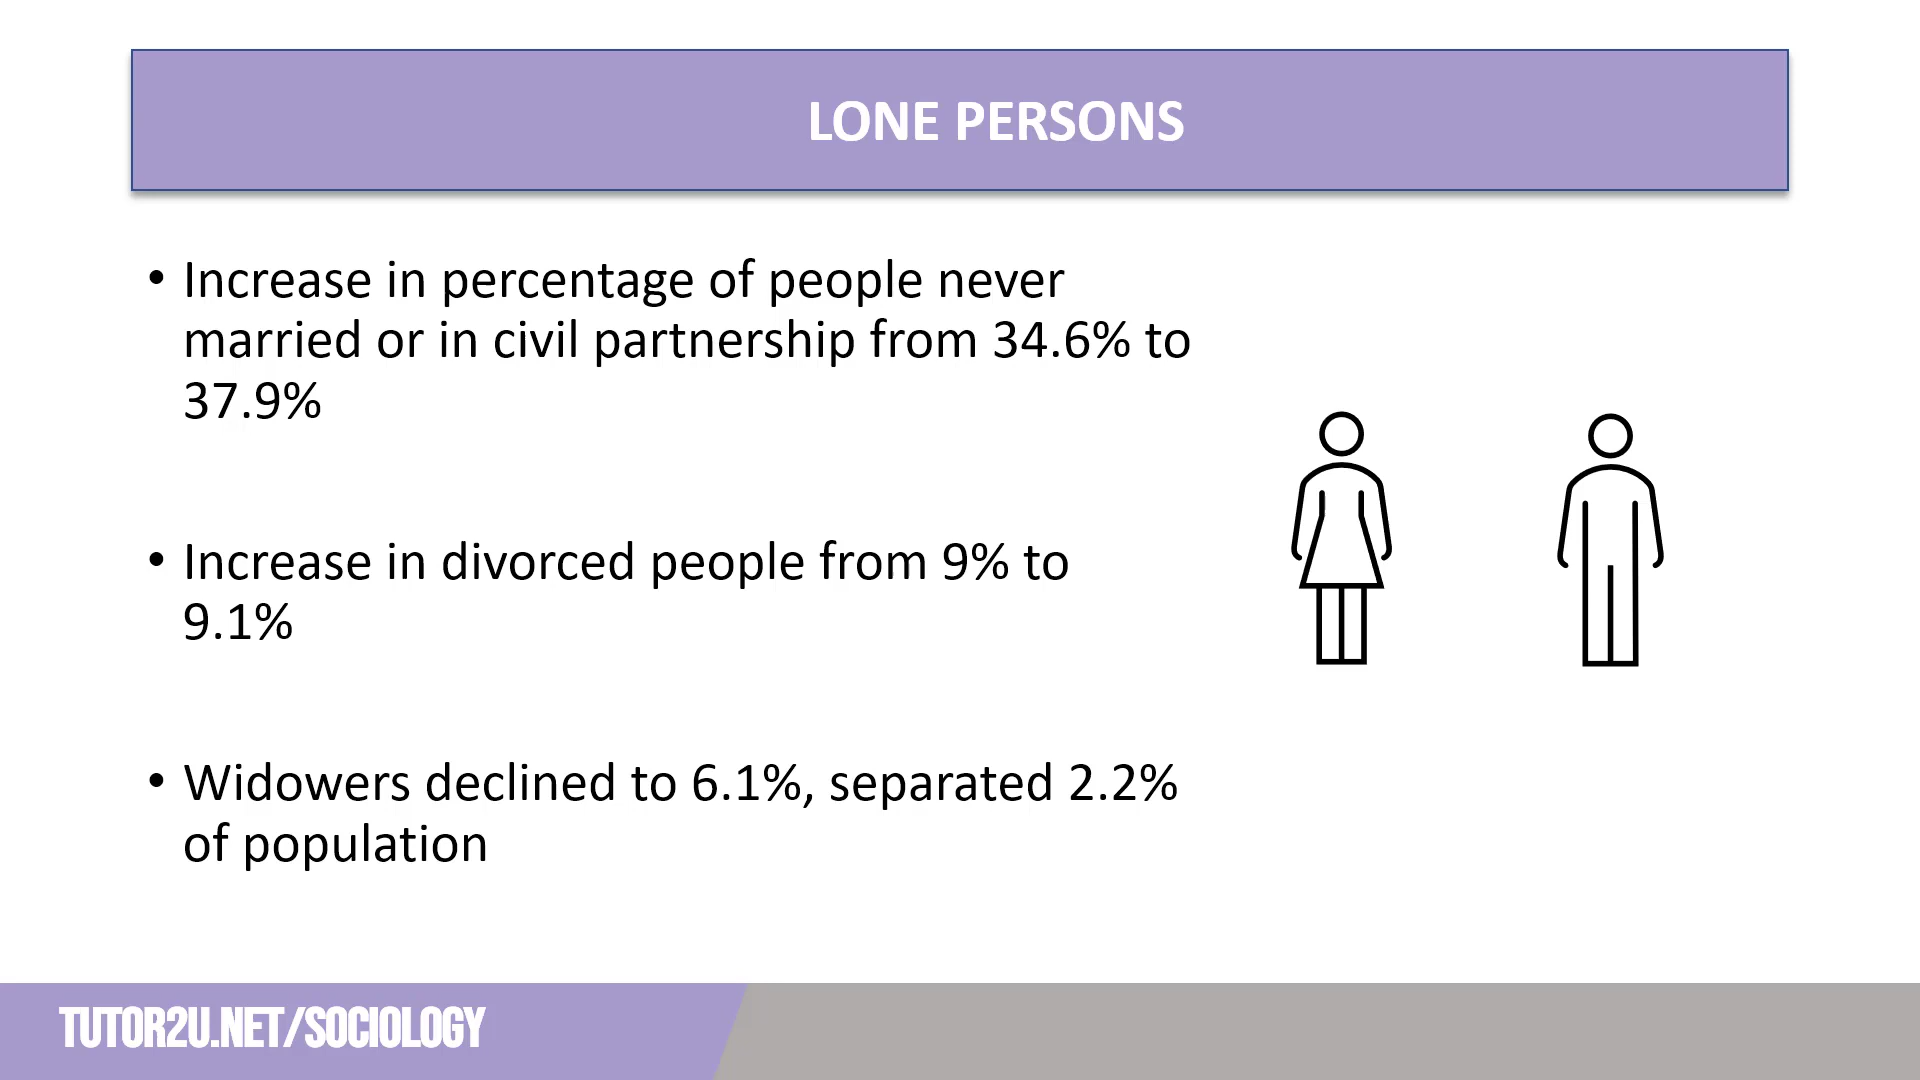 LONE PERSONS
• Increase in percentage of people never
married or in civil partnership from 34.6% to
37.9%
• Increase in divorced people from 9% to
9.1%
• Widowers declined to 6.1%, separated 2.2%
of population
TUTOR2U.NET/SOCIOLOGY